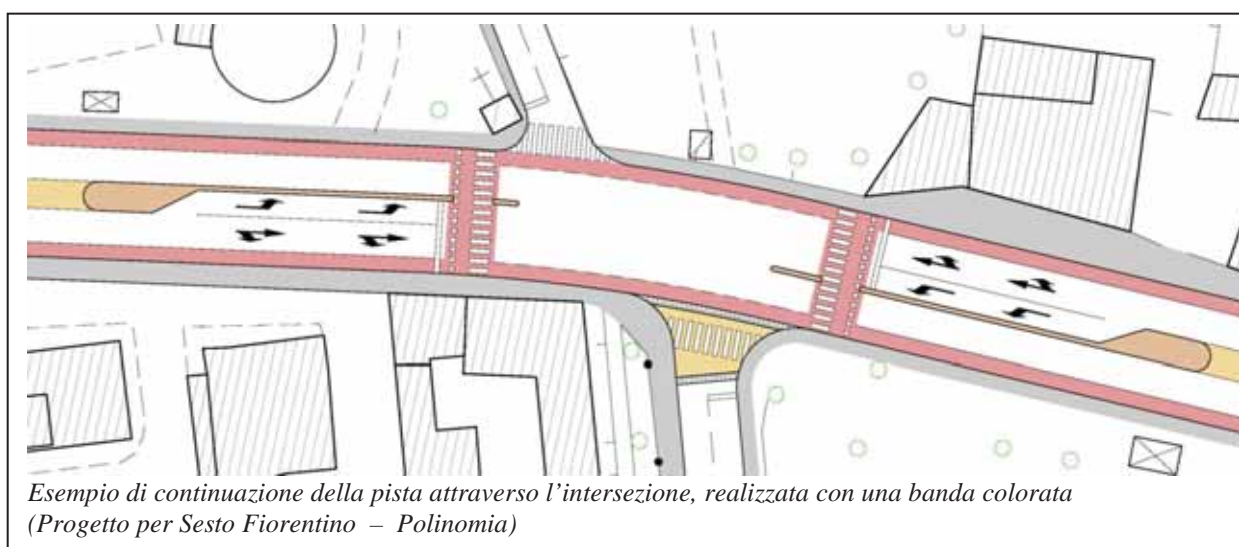 Esempio di continuazione della pista attraverso l'intersezione, realizzata con una banda colorata
(Progetto per Sesto Fiorentino – Polinomia)